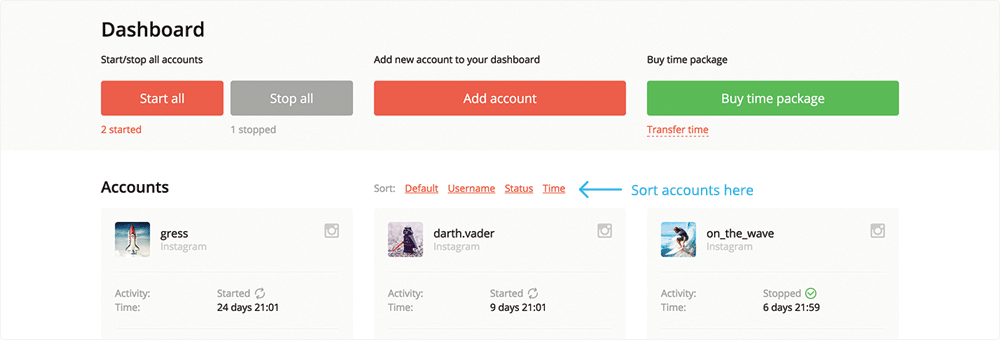 Dashboard
Start/stop all accounts
Add new account to your dashboard
Buy time package
Start all
Stop all
Add account
Buy time package
2 started
1 stopped
Transfer time
Accounts
Sort: Default Username Status Time
Sort accounts here
gress
Instagram
darth.vader
Instagram
on_the_wave
Instagram
Activity: Started
Time: 24 days 21:01
Activity: Started
Time: 9 days 21:01
Activity: Stopped
Time: 6 days 21:59